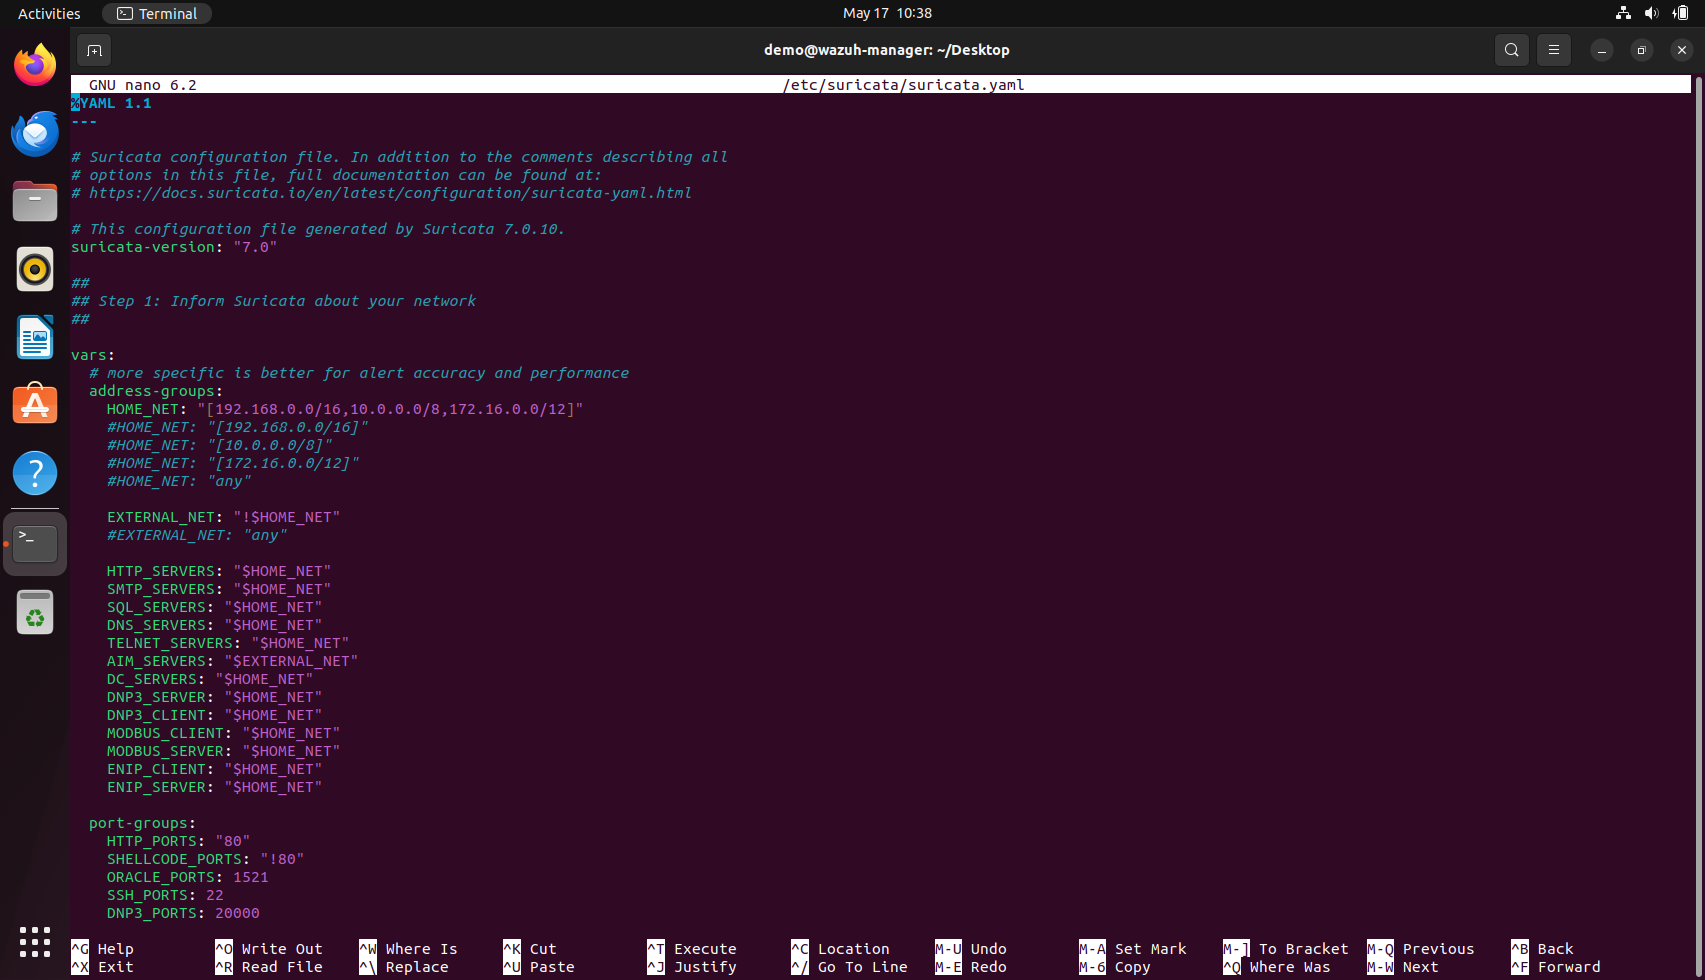 Activities
Terminal
May 17 10:38
demo@wazuh-manager: ~/Desktop
GNU nano 6.2
/etc/suricata/suricata.yaml
%YAML 1.1
---
# Suricata configuration file. In addition to the comments describing all
# options in this file, full documentation can be found at:
# https://docs.suricata.io/en/latest/configuration/suricata-yaml.html
# This configuration file generated by Suricata 7.0.10.
suricata-version: "7.0"
##
## Step 1: Inform Suricata about your network
##
vars:
# more specific is better for alert accuracy and performance
address-groups:
HOME_NET: "[192.168.0.0/16,10.0.0.0/8,172.16.0.0/12]"
#HOME_NET: "[192.168.0.0/16]"
#HOME_NET: "[10.0.0.0/8]"
#HOME_NET: "[172.16.0.0/12]"
#HOME_NET: "any"
EXTERNAL_NET: "!$HOME_NET"
#EXTERNAL_NET: "any"
HTTP_SERVERS: "$HOME_NET"
SMTP_SERVERS: "$HOME_NET"
SQL_SERVERS: "$HOME_NET"
DNS_SERVERS: "$HOME_NET"
TELNET_SERVERS: "$HOME_NET"
AIM_SERVERS: "$EXTERNAL_NET"
DC_SERVERS: "$HOME_NET"
DNP3_SERVER: "$HOME_NET"
DNP3_CLIENT: "$HOME_NET"
MODBUS_CLIENT: "$HOME_NET"
MODBUS_SERVER: "$HOME_NET"
ENIP_CLIENT: "$HOME_NET"
ENIP_SERVER: "$HOME_NET"
port-groups:
HTTP_PORTS: "80"
SHELLCODE_PORTS: "!80"
ORACLE_PORTS: 1521
SSH_PORTS: 22
DNP3_PORTS: 20000
^G Help ^O Write Out ^W Where Is ^K Cut ^T Execute ^C Location M-U Undo M-A Set Mark M-] To Bracket M-Q Previous ^B Back
^X Exit ^R Read File ^\ Replace ^U Paste ^J Justify ^/ Go To Line M-E Redo M-6 Copy ^Q Where Was M-W Next ^F Forward